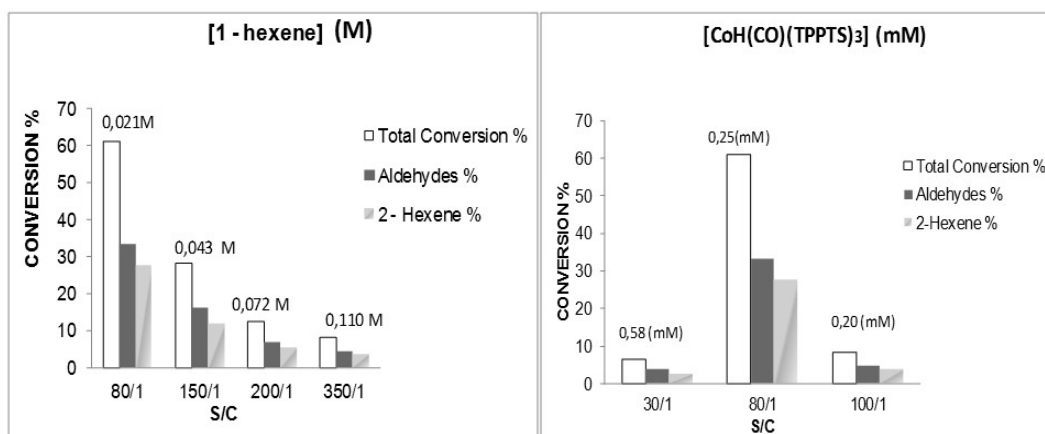 [1 - hexene] (M)
CONVERSION %
70
60
50
40
30
20
10
0
0,021M
0,043 M
0,072 M
0,110 M
80/1 150/1 200/1 350/1
S/C
Total Conversion %
Aldehydes %
2 - Hexene %
[CoH(CO)(TPPTS)3] (mM)
CONVERSION %
70
60
50
40
30
20
10
0
0,58 (mM)
0,25(mM)
0,20 (mM)
30/1 80/1 100/1
S/C
Total Conversion %
Aldehydes %
2-Hexene %